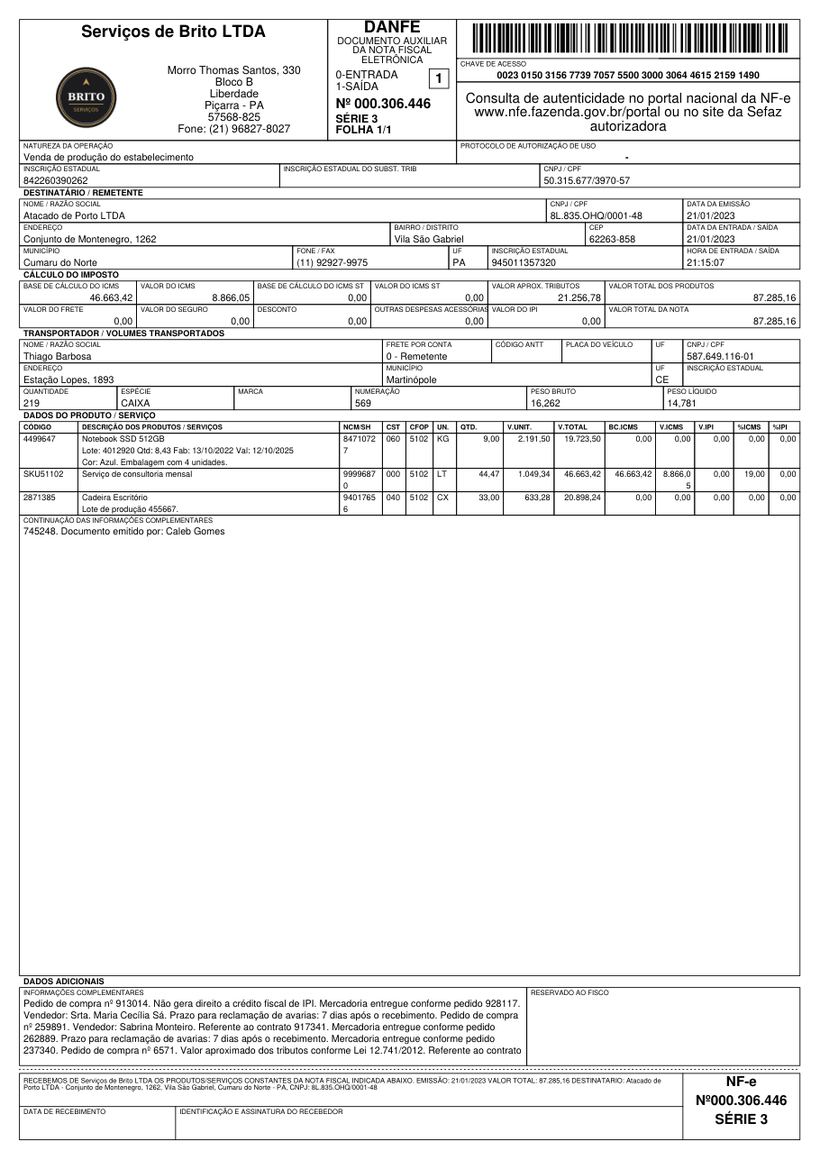 Serviços de Brito LTDA
BRITO
SERVIÇOS
Morro Thomas Santos, 330
Bloco B
Liberdade
Piçarra - PA
57568-825
Fone: (21) 96827-8027
DANFE
DOCUMENTO AUXILIAR
DA NOTA FISCAL
ELETRÔNICA
0-ENTRADA
1-SAÍDA
1
Nº 000.306.446
SÉRIE 3
FOLHA 1/1
CHAVE DE ACESSO
0023 0150 3156 7739 7057 5500 3000 3064 4615 2159 1490
Consulta de autenticidade no portal nacional da NF-e
www.nfe.fazenda.gov.br/portal ou no site da Sefaz
autorizadora
NATUREZA DA OPERAÇÃO
Venda de produção do estabelecimento
PROTOCOLO DE AUTORIZAÇÃO DE USO
-
INSCRIÇÃO ESTADUAL
842260390262
INSCRIÇÃO ESTADUAL DO SUBST. TRIB
CNPJ / CPF
50.315.677/3970-57
DESTINATÁRIO / REMETENTE
NOME / RAZÃO SOCIAL
Atacado de Porto LTDA
CNPJ / CPF
8L.835.OHQ/0001-48
DATA DA EMISSÃO
21/01/2023
ENDEREÇO
Conjunto de Montenegro, 1262
BAIRRO / DISTRITO
Vila São Gabriel
CEP
62263-858
DATA DA ENTRADA / SAÍDA
21/01/2023
MUNICÍPIO
Cumaru do Norte
FONE / FAX
(11) 92927-9975
UF
PA
INSCRIÇÃO ESTADUAL
945011357320
HORA DE ENTRADA / SAÍDA
21:15:07
CÁLCULO DO IMPOSTO
BASE DE CÁLCULO DO ICMS
46.663,42
VALOR DO ICMS
8.866,05
BASE DE CÁLCULO DO ICMS ST
0,00
VALOR DO ICMS ST
0,00
VALOR APROX. TRIBUTOS
21.256,78
VALOR TOTAL DOS PRODUTOS
87.285,16
VALOR DO FRETE
0,00
VALOR DO SEGURO
0,00
DESCONTO
0,00
OUTRAS DESPESAS ACESSÓRIAS
0,00
VALOR DO IPI
0,00
VALOR TOTAL DA NOTA
87.285,16
TRANSPORTADOR / VOLUMES TRANSPORTADOS
NOME / RAZÃO SOCIAL
Thiago Barbosa
FRETE POR CONTA
0 - Remetente
CÓDIGO ANTT
PLACA DO VEÍCULO
UF
CNPJ / CPF
587.649.116-01
ENDEREÇO
Estação Lopes, 1893
MUNICÍPIO
Martinópole
UF
CE
INSCRIÇÃO ESTADUAL
QUANTIDADE
219
ESPÉCIE
CAIXA
MARCA
NUMERAÇÃO
569
PESO BRUTO
16,262
PESO LÍQUIDO
14,781
DADOS DO PRODUTO / SERVIÇO
CÓDIGO DESCRIÇÃO DOS PRODUTOS / SERVIÇOS NCM/SH CST CFOP UN. QTD. V.UNIT. V.TOTAL BC.ICMS V.ICMS V.IPI %ICMS %IPI
4499647 Notebook SSD 512GB 8471072 060 5102 KG 9,00 2.191,50 19.723,50 0,00 0,00 0,00 0,00 0,00
Lote: 4012920 Qtd: 8,43 Fab: 13/10/2022 Val: 12/10/2025 7
Cor: Azul. Embalagem com 4 unidades.
SKU51102 Serviço de consultoria mensal 9999687 000 5102 LT 44,47 1.049,34 46.663,42 46.663,42 8.866,0 0,00 19,00 0,00
0 5
2871385 Cadeira Escritório 9401765 040 5102 CX 33,00 633,28 20.898,24 0,00 0,00 0,00 0,00 0,00
Lote de produção 455667. 6
CONTINUAÇÃO DAS INFORMAÇÕES COMPLEMENTARES
745248. Documento emitido por: Caleb Gomes
DADOS ADICIONAIS
INFORMAÇÕES COMPLEMENTARES
Pedido de compra nº 913014. Não gera direito a crédito fiscal de IPI. Mercadoria entregue conforme pedido 928117.
Vendedor: Srta. Maria Cecília Sá. Prazo para reclamação de avarias: 7 dias após o recebimento. Pedido de compra
nº 259891. Vendedor: Sabrina Monteiro. Referente ao contrato 917341. Mercadoria entregue conforme pedido
262889. Prazo para reclamação de avarias: 7 dias após o recebimento. Mercadoria entregue conforme pedido
237340. Pedido de compra nº 6571. Valor aproximado dos tributos conforme Lei 12.741/2012. Referente ao contrato
RESERVADO AO FISCO
RECEBEMOS DE Serviços de Brito LTDA OS PRODUTOS/SERVIÇOS CONSTANTES DA NOTA FISCAL INDICADA ABAIXO. EMISSÃO: 21/01/2023 VALOR TOTAL: 87.285,16 DESTINATARIO: Atacado de
Porto LTDA - Conjunto de Montenegro, 1262, Vila São Gabriel, Cumaru do Norte - PA, CNPJ: 8L.835.OHQ/0001-48
DATA DE RECEBIMENTO
IDENTIFICAÇÃO E ASSINATURA DO RECEBEDOR
NF-e
Nº000.306.446
SÉRIE 3